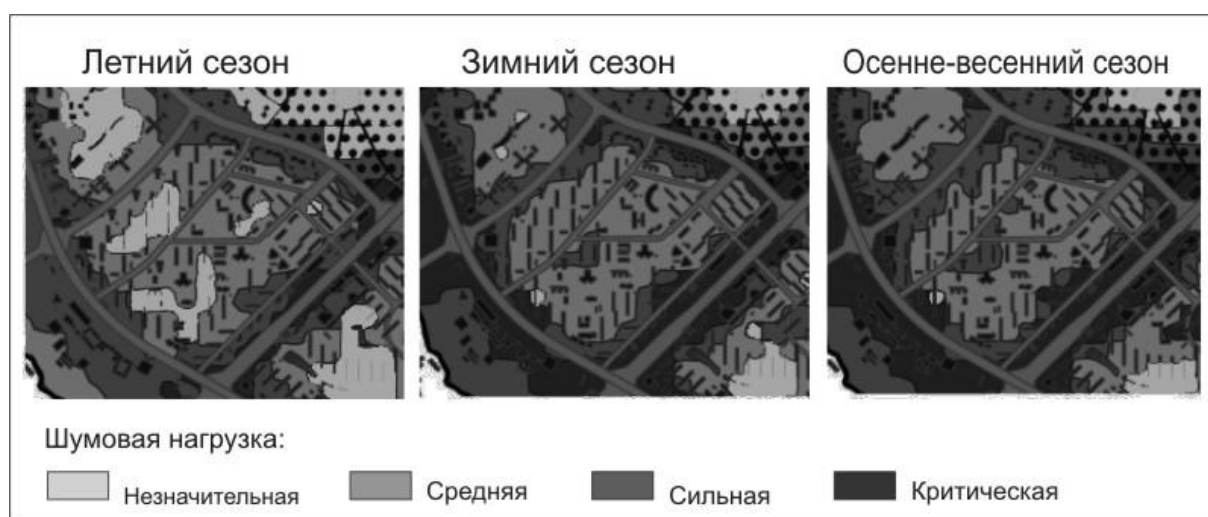 Летний сезон
Зимний сезон
Осенне-весенний сезон
Шумовая нагрузка:
Незначительная
Средняя
Сильная
Критическая